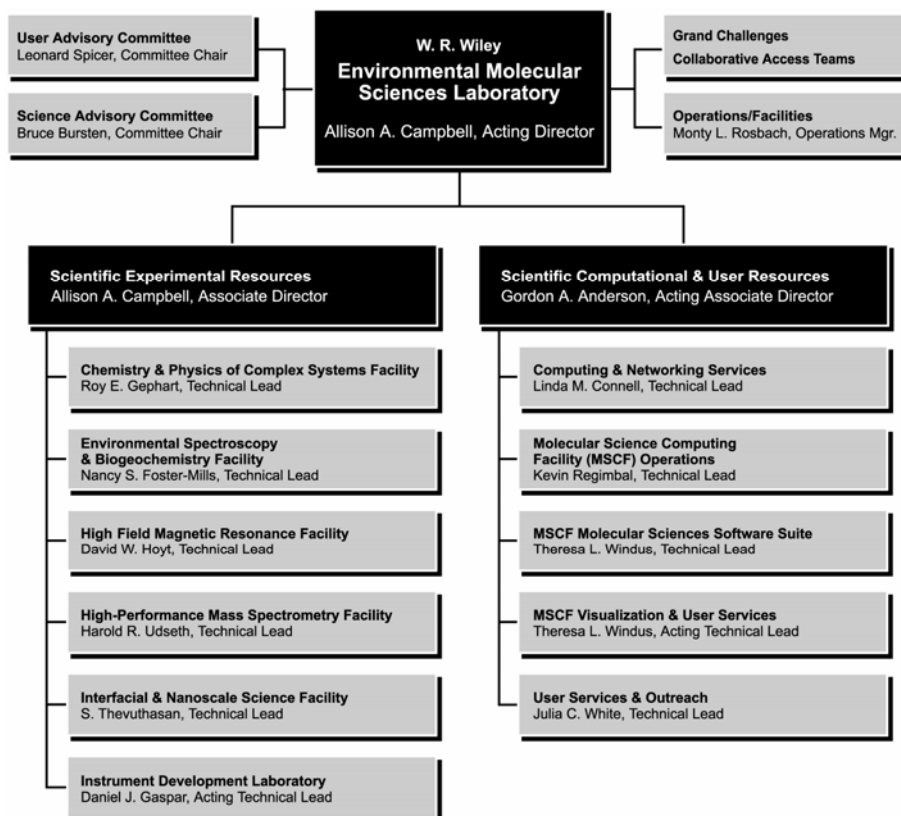 User Advisory Committee
Leonard Spicer, Committee Chair
Science Advisory Committee
Bruce Bursten, Committee Chair
W. R. Wiley
Environmental Molecular
Sciences Laboratory
Allison A. Campbell, Acting Director
Grand Challenges
Collaborative Access Teams
Operations/Facilities
Monty L. Rosbach, Operations Mgr.
Scientific Experimental Resources
Allison A. Campbell, Associate Director
Chemistry & Physics of Complex Systems Facility
Roy E. Gephart, Technical Lead
Environmental Spectroscopy
& Biogeochemistry Facility
Nancy S. Foster-Mills, Technical Lead
High Field Magnetic Resonance Facility
David W. Hoyt, Technical Lead
High-Performance Mass Spectrometry Facility
Harold R. Udseth, Technical Lead
Interfacial & Nanoscale Science Facility
S. Thevuthasan, Technical Lead
Instrument Development Laboratory
Daniel J. Gaspar, Acting Technical Lead
Scientific Computational & User Resources
Gordon A. Anderson, Acting Associate Director
Computing & Networking Services
Linda M. Connell, Technical Lead
Molecular Science Computing
Facility (MSCF) Operations
Kevin Regimbal, Technical Lead
MSCF Molecular Sciences Software Suite
Theresa L. Windus, Technical Lead
MSCF Visualization & User Services
Theresa L. Windus, Acting Technical Lead
User Services & Outreach
Julia C. White, Technical Lead